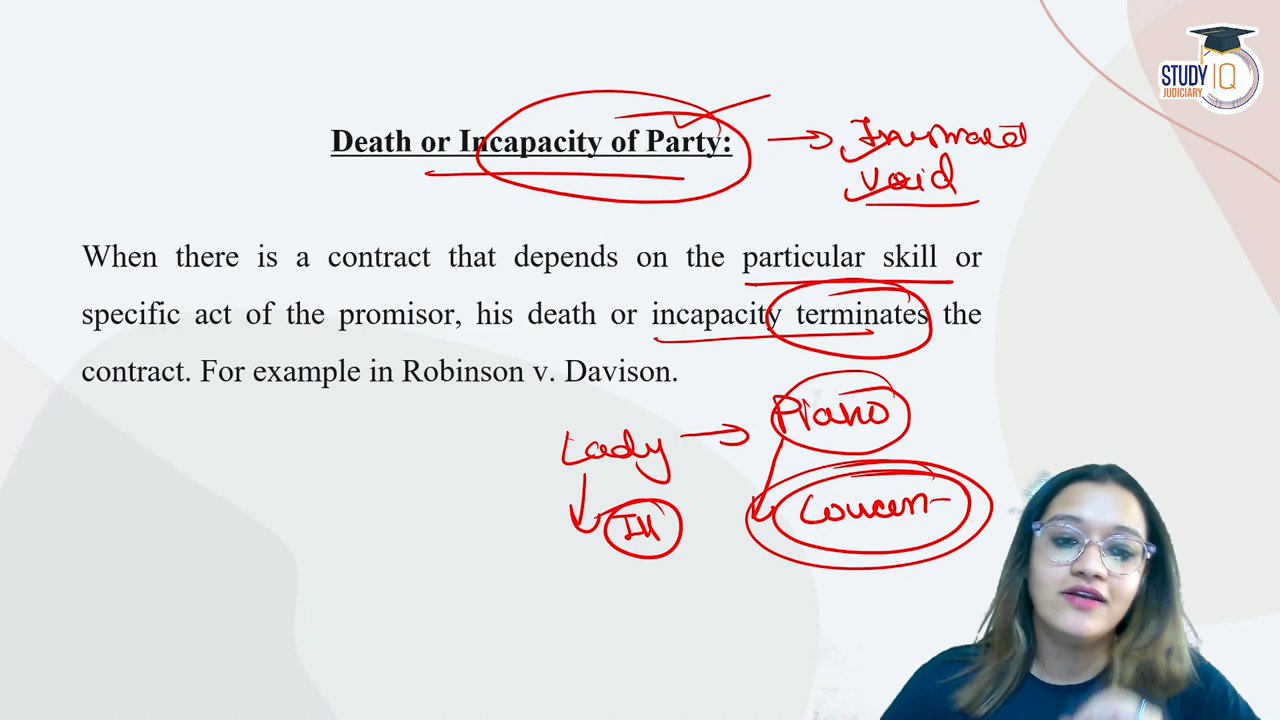 STUDY IQ
JUDICIARY
Death or Incapacity of Party:
void
When there is a contract that depends on the particular skill or
specific act of the promisor, his death or incapacity terminates the
contract. For example in Robinson v. Davison.
Lady → Piano
Ill